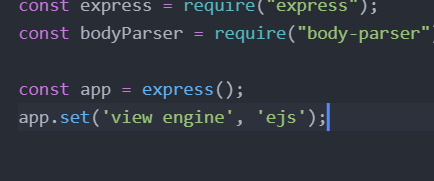 const express = require("express");
const bodyParser = require("body-parser")
const app = express();
app.set('view engine', 'ejs');